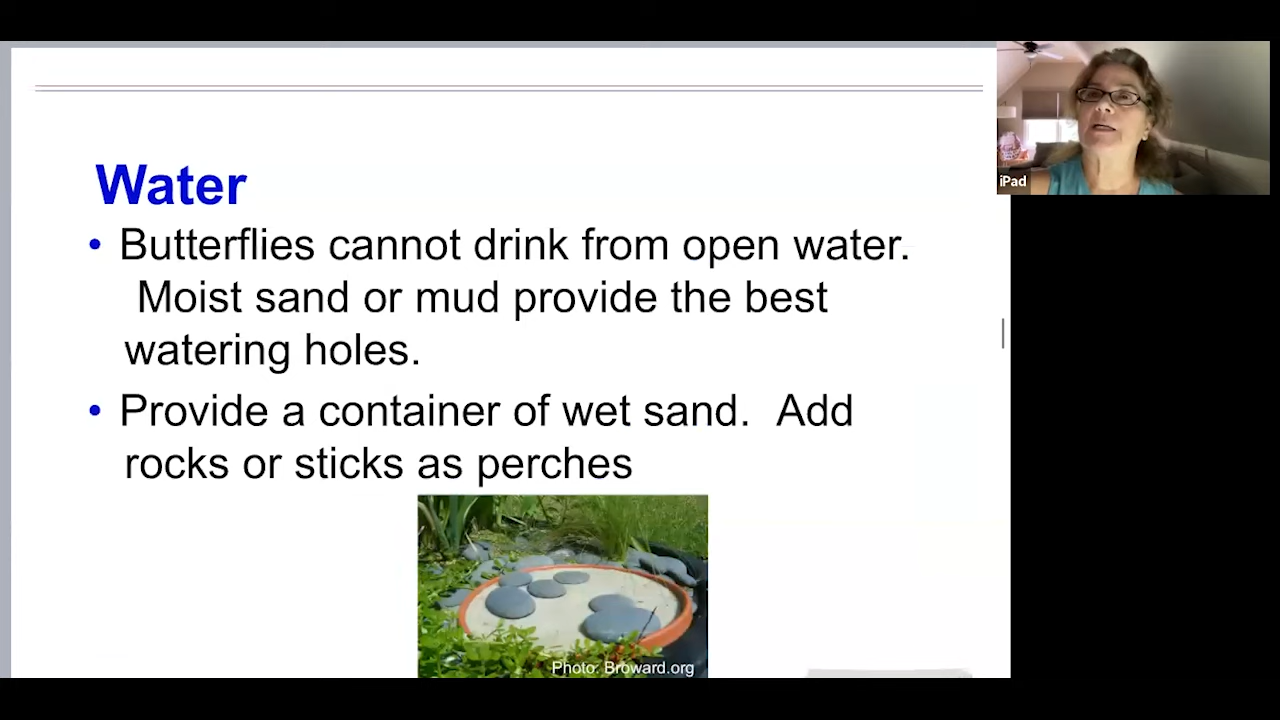 Water
• Butterflies cannot drink from open water.
Moist sand or mud provide the best
watering holes.
• Provide a container of wet sand. Add
rocks or sticks as perches
Photo: Broward.org
iPad